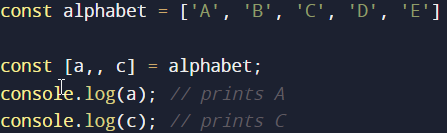 const alphabet = ['A', 'B', 'C', 'D', 'E']
const [a,, c] = alphabet;
console.log(a); // prints A
console.log(c); // prints C